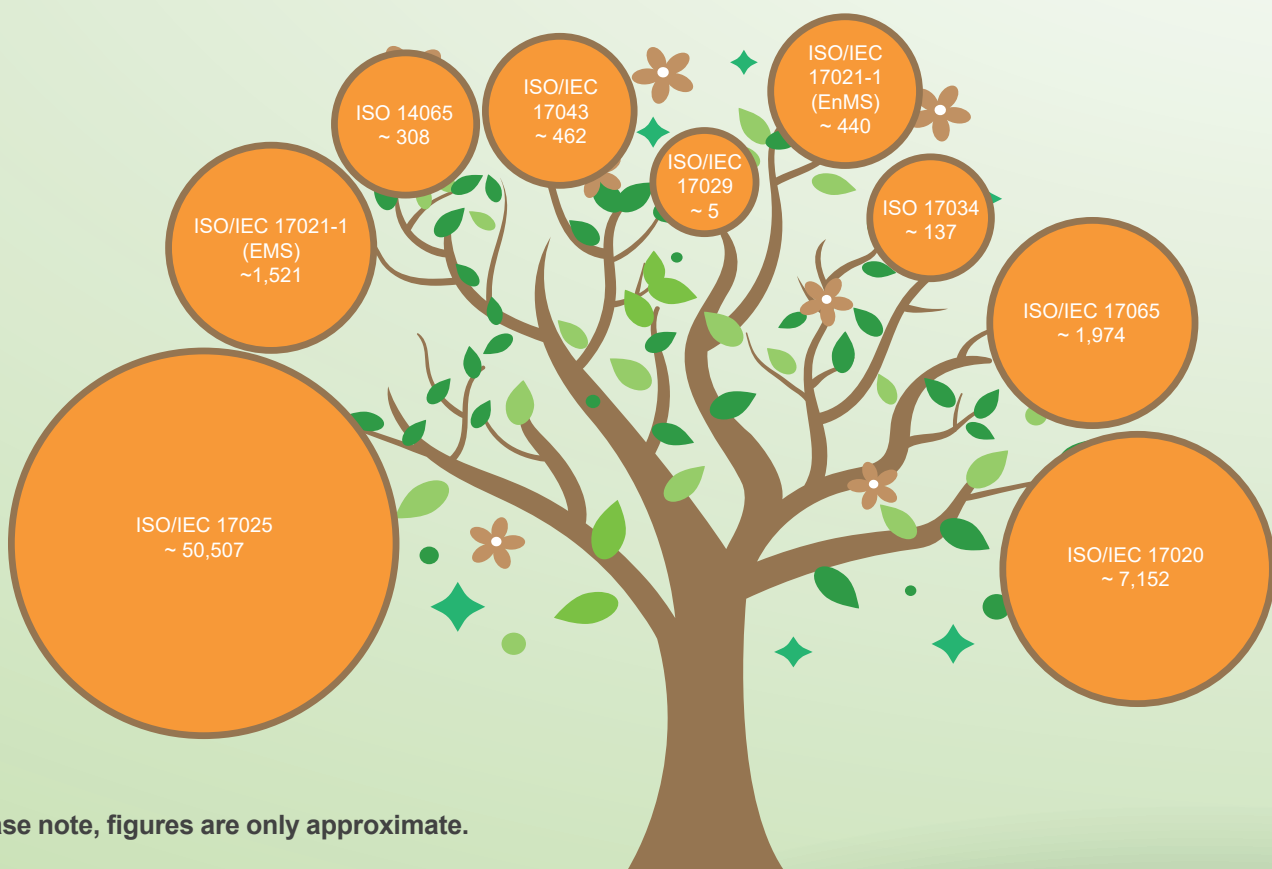 ISO/IEC
17021-1
(EnMS)
~ 440
ISO/IEC
17043
~ 462
ISO 14065
~ 308
ISO/IEC
17029
~ 5
ISO 17034
~ 137
ISO/IEC 17021-1
(EMS)
~1,521
ISO/IEC 17065
~ 1,974
ISO/IEC 17025
~ 50,507
ISO/IEC 17020
~ 7,152
note, figures are only approximate.